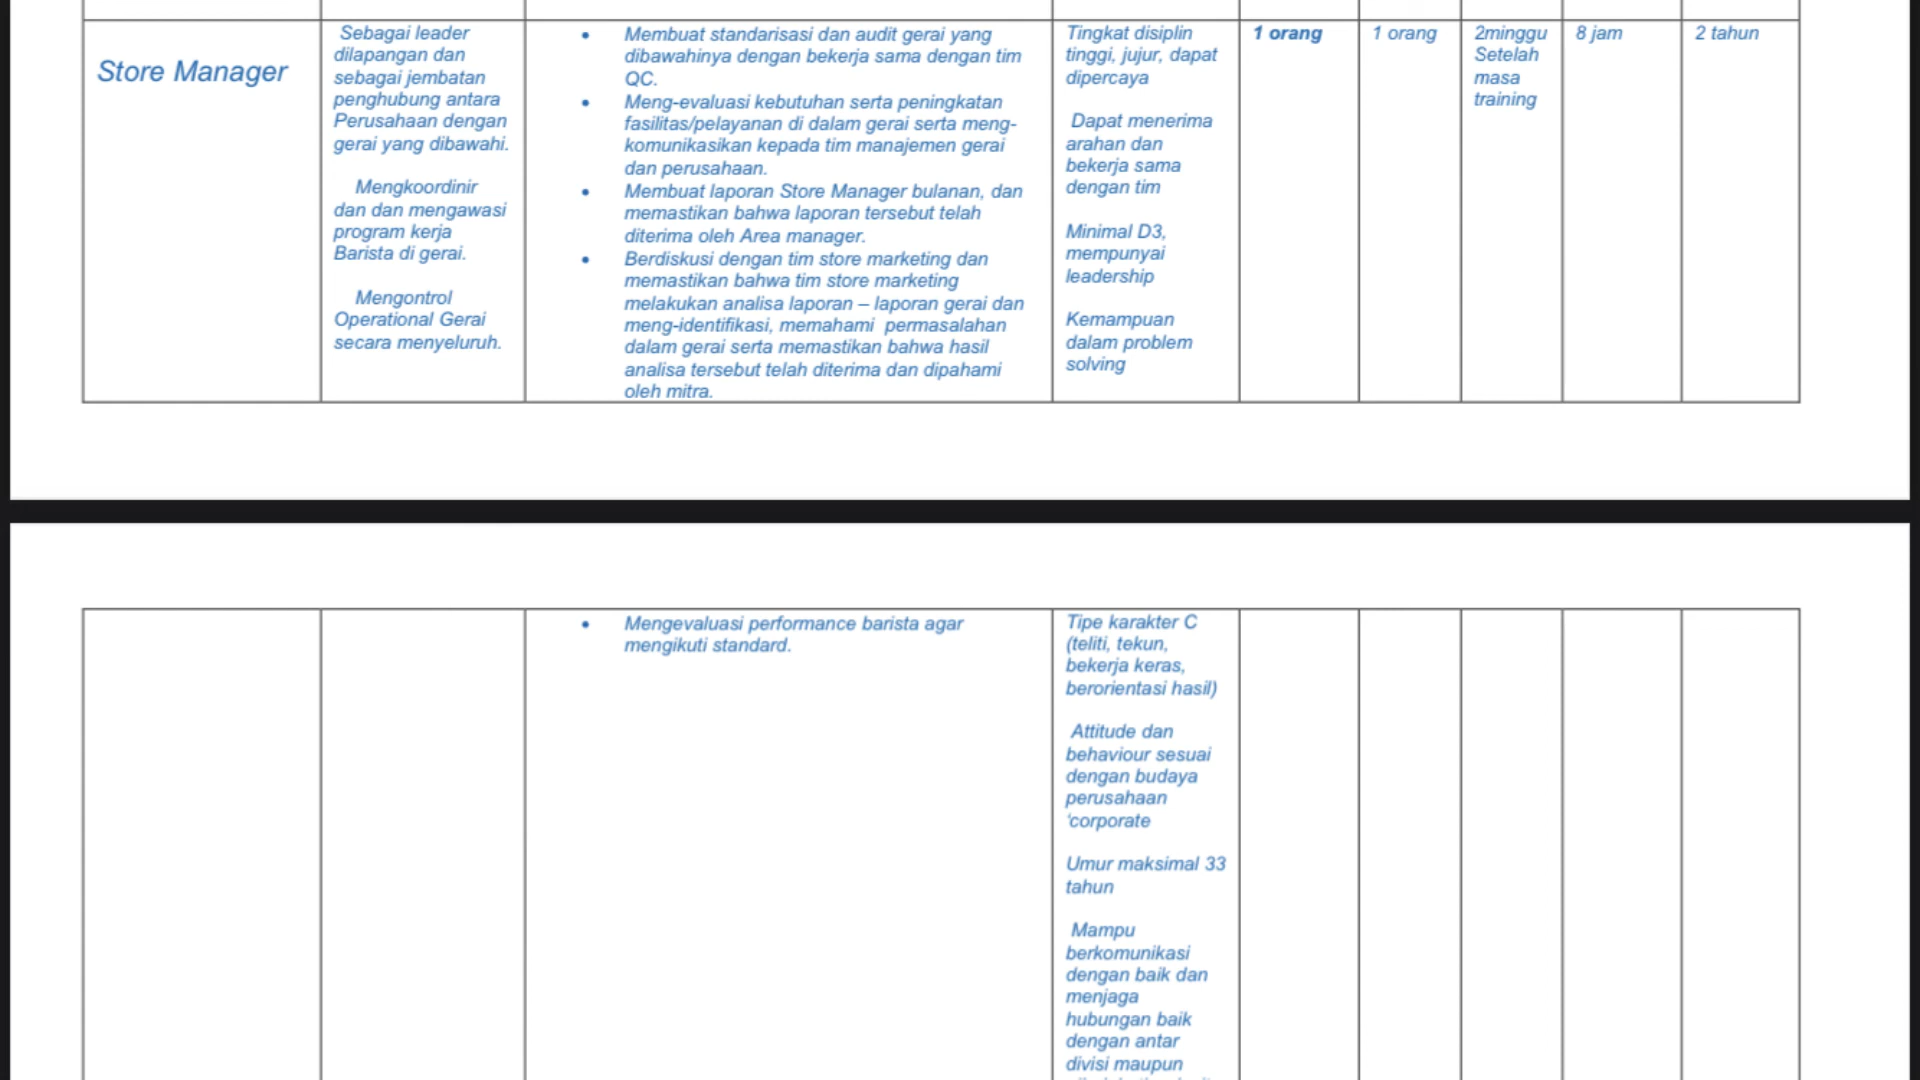 Store Manager
Sebagai leader
dilapangan dan
sebagai jembatan
penghubung antara
Perusahaan dengan
gerai yang dibawahi.
Mengkoordinir
dan dan mengawasi
program kerja
Barista di gerai.
Mengontrol
Operational Gerai
secara menyeluruh.
• Membuat standarisasi dan audit gerai yang
dibawahinya dengan bekerja sama dengan tim
QC.
• Meng-evaluasi kebutuhan serta peningkatan
fasilitas/pelayanan di dalam gerai serta meng-
komunikasikan kepada tim manajemen gerai
dan perusahaan.
• Membuat laporan Store Manager bulanan, dan
memastikan bahwa laporan tersebut telah
diterima oleh Area manager.
• Berdiskusi dengan tim store marketing dan
memastikan bahwa tim store marketing
melakukan analisa laporan – laporan gerai dan
meng-identifikasi, memahami  permasalahan
dalam gerai serta memastikan bahwa hasil
analisa tersebut telah diterima dan dipahami
oleh mitra.
Tingkat disiplin
tinggi, jujur, dapat
dipercaya
Dapat menerima
arahan dan
bekerja sama
dengan tim
Minimal D3,
mempunyai
leadership
Kemampuan
dalam problem
solving
1 orang
1 orang
2minggu
Setelah
masa
training
8 jam
2 tahun
• Mengevaluasi performance barista agar
mengikuti standard.
Tipe karakter C
(teliti, tekun,
bekerja keras,
berorientasi hasil)
Attitude dan
behaviour sesuai
dengan budaya
perusahaan
‘corporate
Umur maksimal 33
tahun
Mampu
berkomunikasi
dengan baik dan
menjaga
hubungan baik
dengan antar
divisi maupun